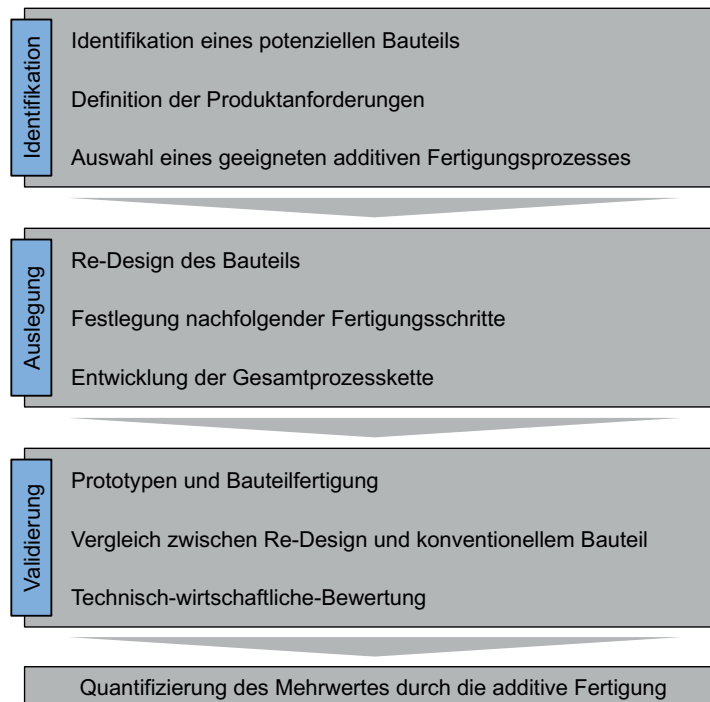 Identifikation
Identifikation eines potenziellen Bauteils
Definition der Produktanforderungen
Auswahl eines geeigneten additiven Fertigungsprozesses
Auslegung
Re-Design des Bauteils
Festlegung nachfolgender Fertigungsschritte
Entwicklung der Gesamtprozesskette
Validierung
Prototypen und Bauteilfertigung
Vergleich zwischen Re-Design und konventionellem Bauteil
Technisch-wirtschaftliche-Bewertung
Quantifizierung des Mehrwertes durch die additive Fertigung